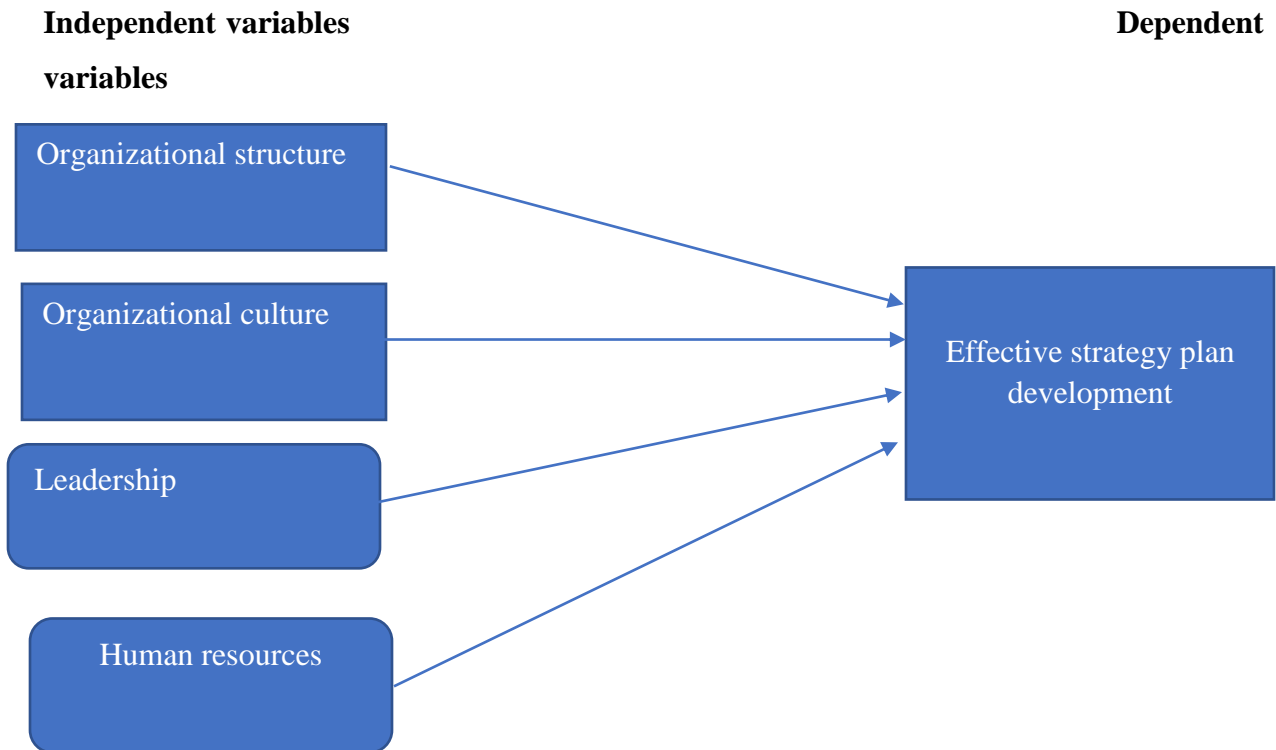 Independent variables Dependent
variables
Organizational structure
Organizational culture
Leadership
Human resources
Effective strategy plan
development